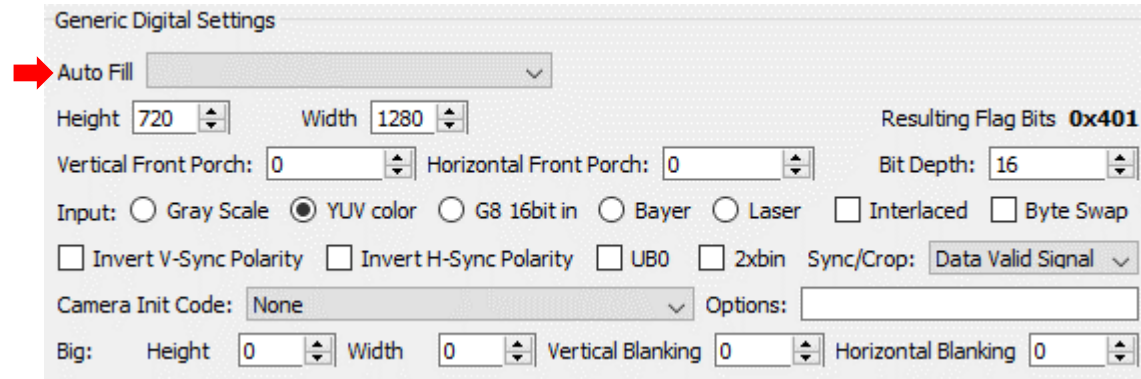 Generic Digital Settings
Auto Fill
Height 720 Width 1280 Resulting Flag Bits 0x401
Vertical Front Porch: 0 Horizontal Front Porch: 0 Bit Depth: 16
Input: Gray Scale YUV color G8 16bit in Bayer Laser Interlaced Byte Swap
Invert V-Sync Polarity Invert H-Sync Polarity UB0 2xbin Sync/Crop: Data Valid Signal
Camera Init Code: None Options:
Big: Height 0 Width 0 Vertical Blanking 0 Horizontal Blanking 0